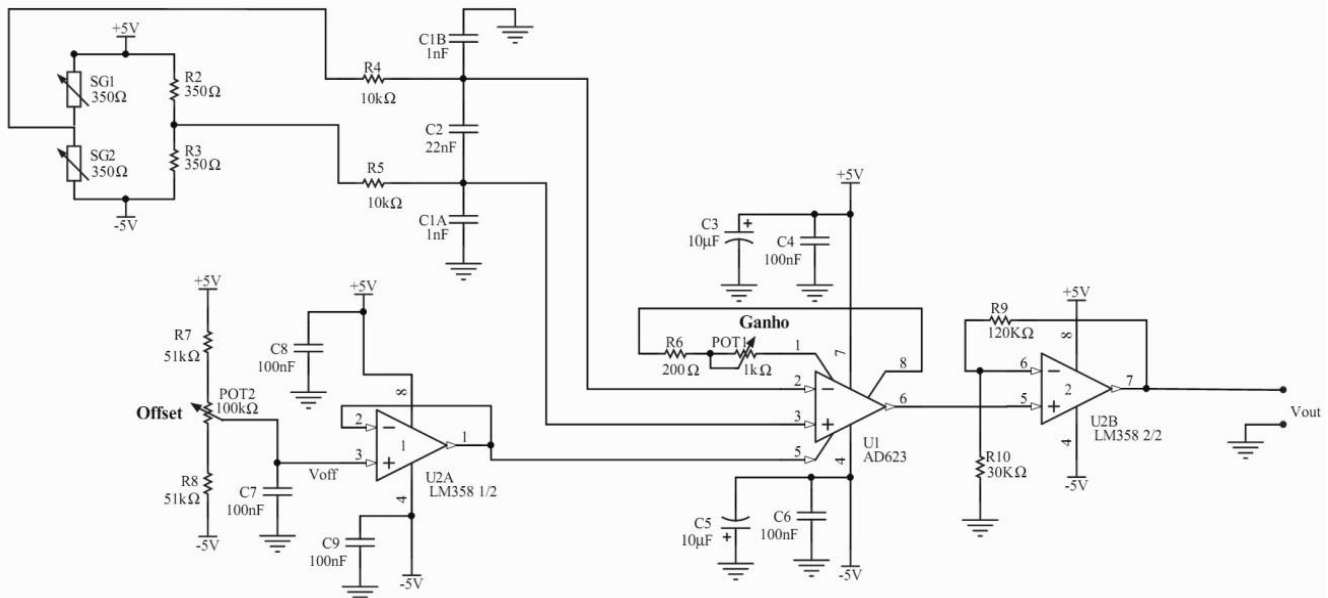 +5V
SG1
350Ω
SG2
350Ω
R2
350Ω
R3
350Ω
-5V
R4
10kΩ
R5
10kΩ
C1B
1nF
C2
22nF
C1A
1nF
+5V
R7
51kΩ
POT2
100kΩ
Offset
R8
51kΩ
-5V
C7
100nF
Voff
C8
100nF
+5V
8
2
3
1
1
4
U2A
LM358 1/2
C9
100nF
-5V
+5V
C3
10µF
+
C4
100nF
Ganho
R6
200Ω
POT1
1kΩ
1
7
8
2
3
5
6
4
U1
AD623
C5
10µF
+
C6
100nF
-5V
R9
120KΩ
+5V
8
6
5
2
7
4
U2B
LM358 2/2
-5V
R10
30KΩ
Vout